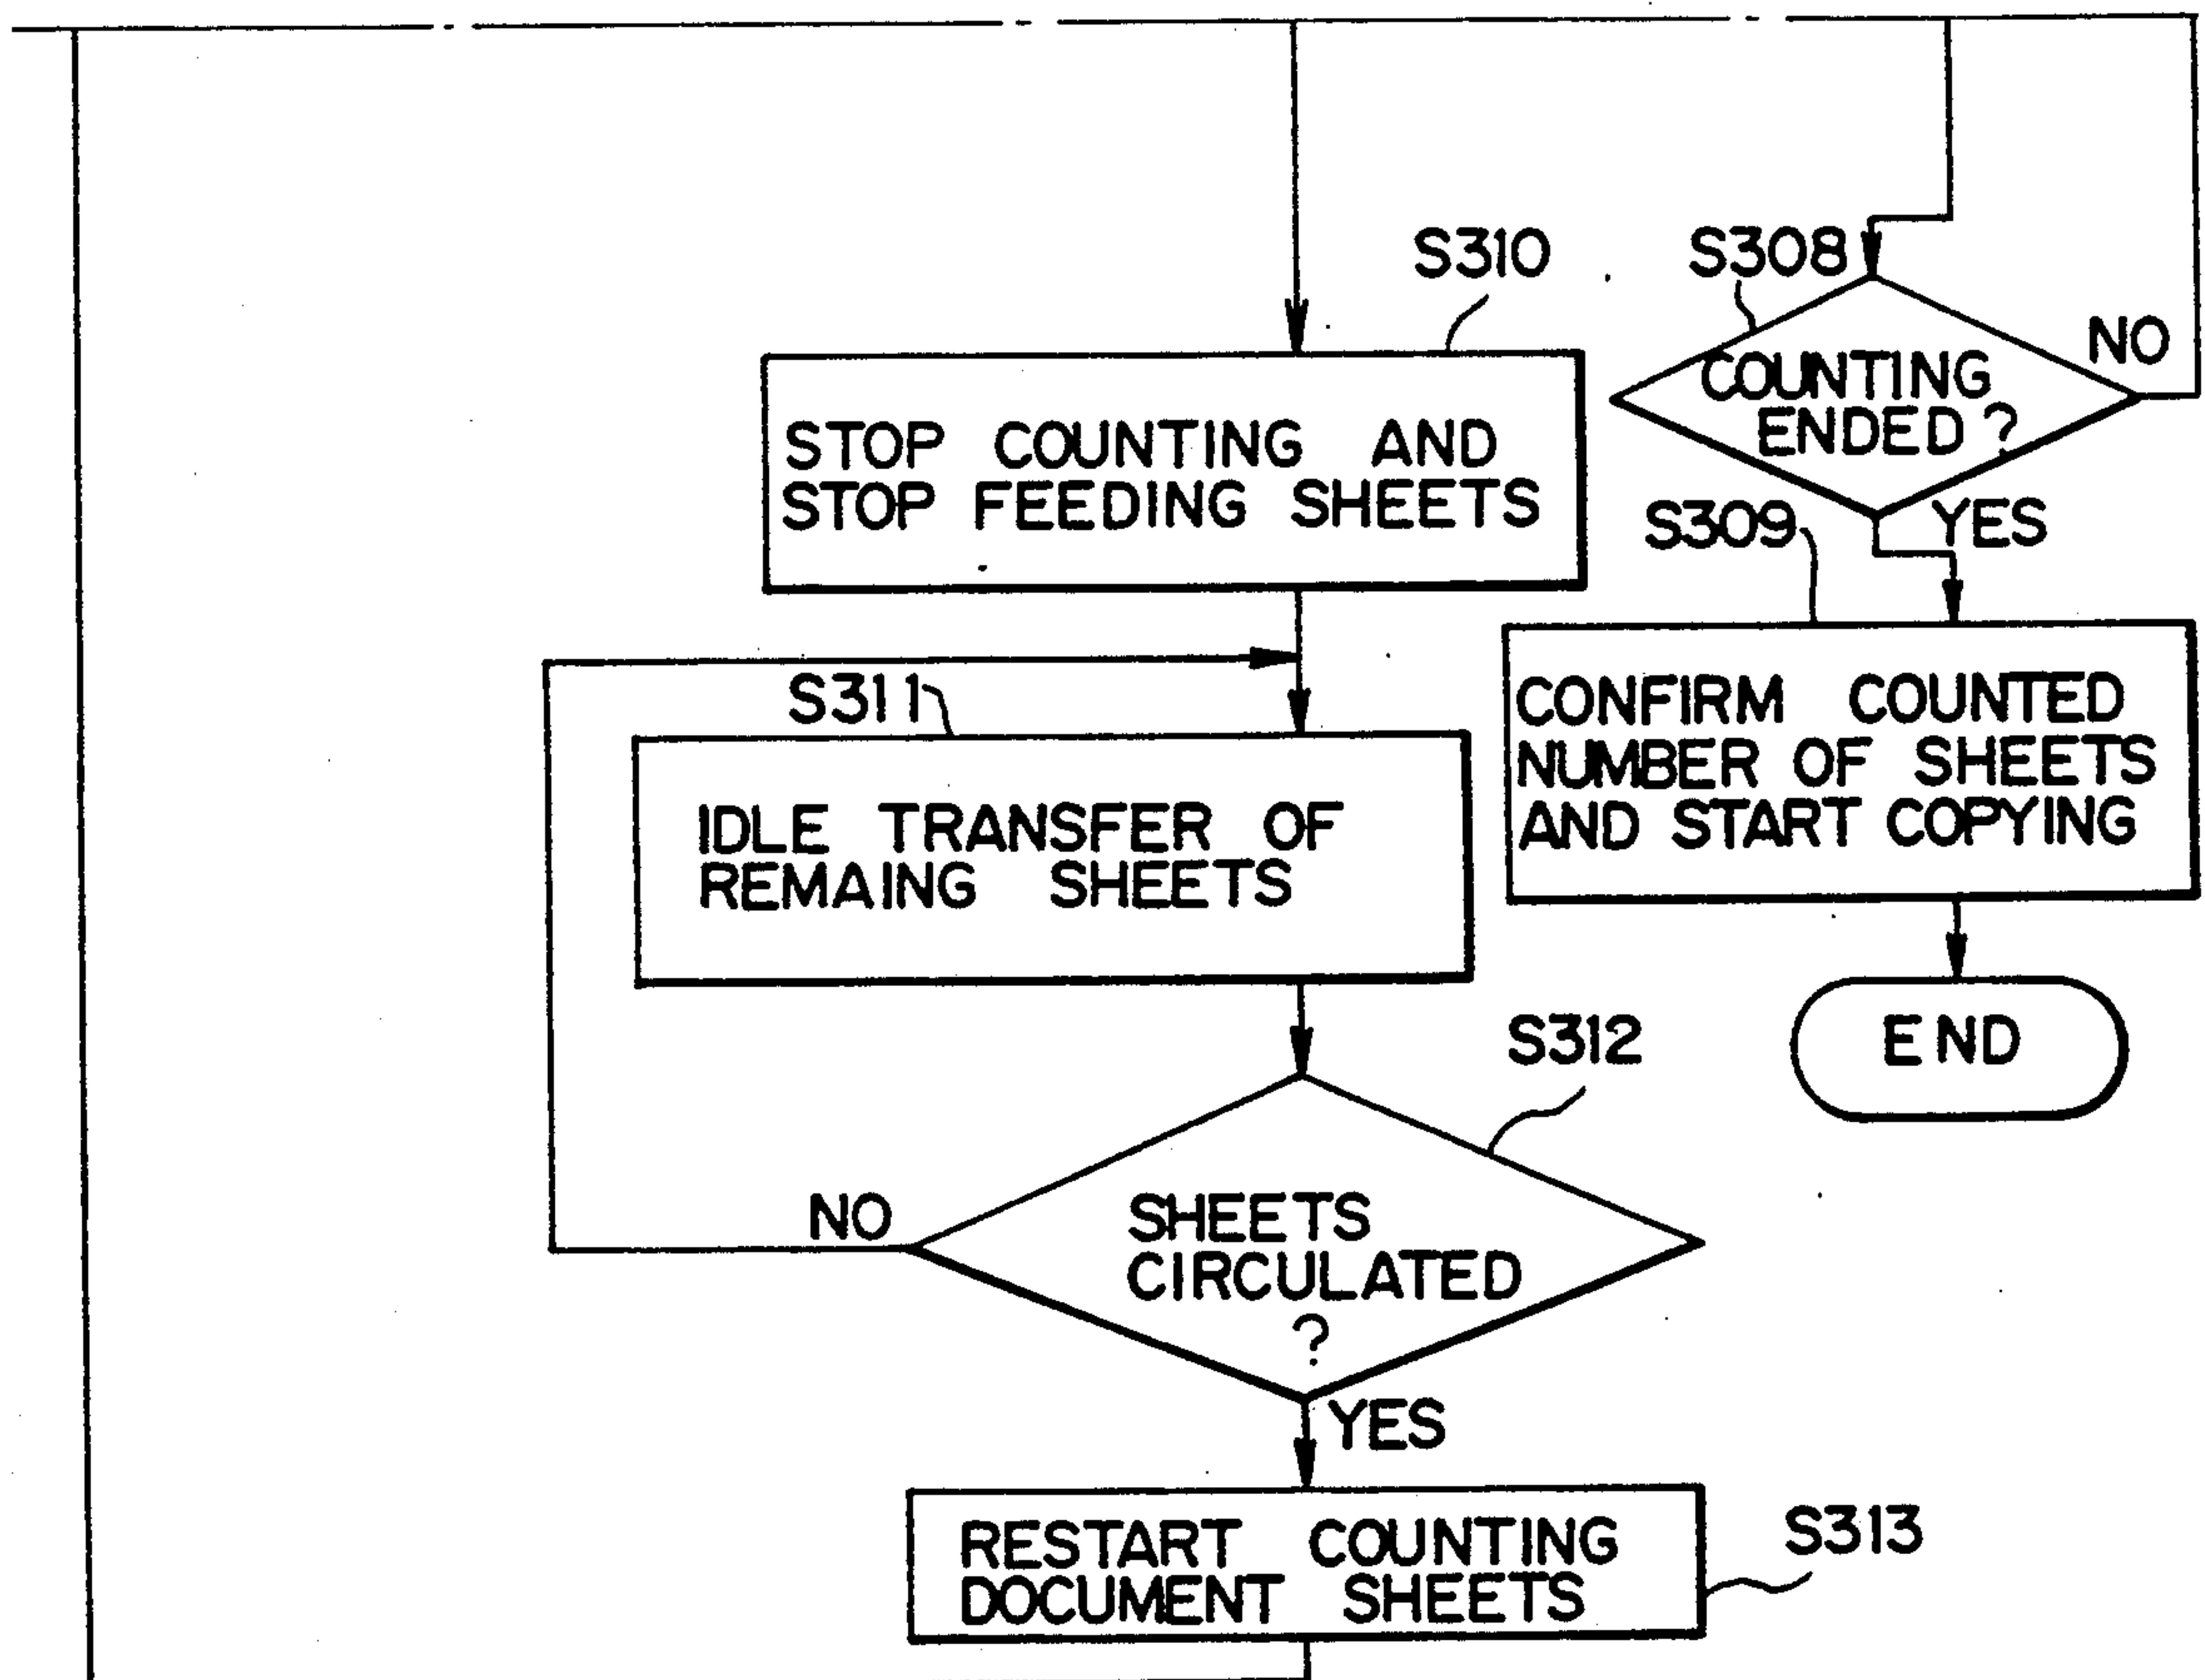 S310
STOP COUNTING AND
STOP FEEDING SHEETS
S308
COUNTING
ENDED ?
NO
YES
S309
CONFIRM COUNTED
NUMBER OF SHEETS
AND START COPYING
END
S311
IDLE TRANSFER OF
REMAING SHEETS
S312
SHEETS
CIRCULATED
?
NO
YES
RESTART COUNTING
DOCUMENT SHEETS
S313